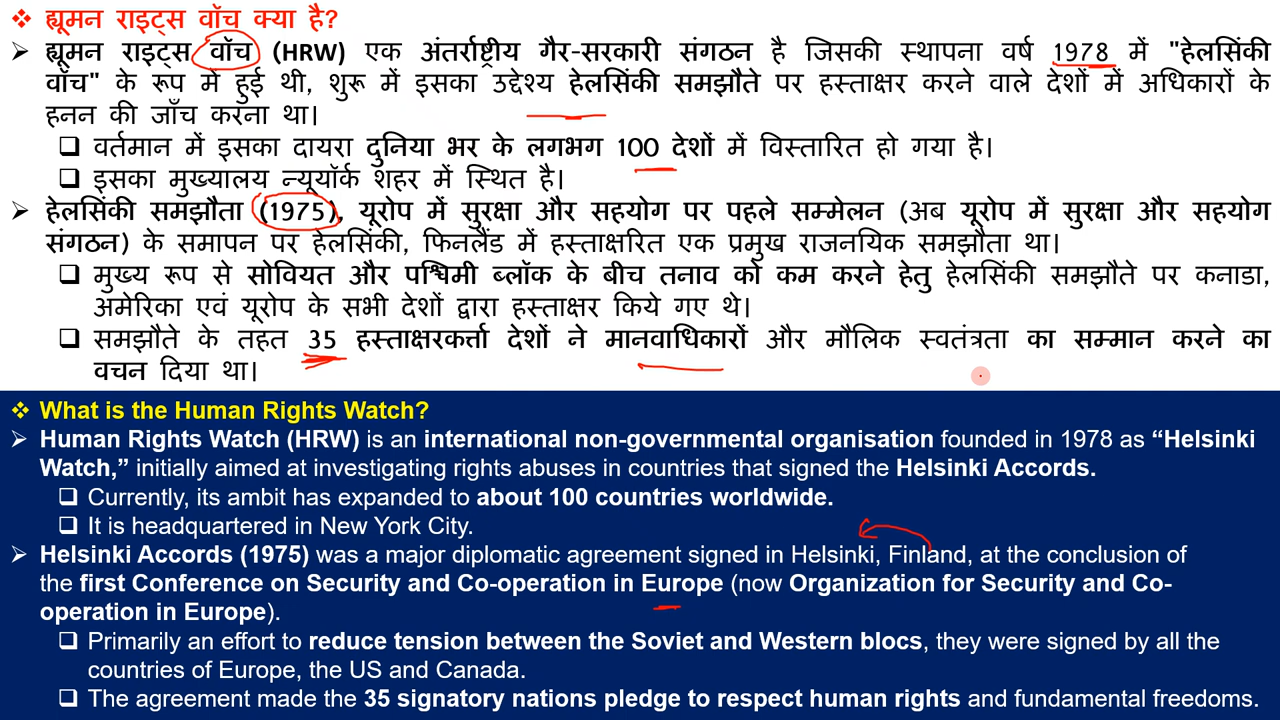 ❖ ह्यूमन राइट्स वॉच क्या है?
➢ ह्यूमन राइट्स वॉच (HRW) एक अंतर्राष्ट्रीय गैर-सरकारी संगठन है जिसकी स्थापना वर्ष 1978 में "हेलसिंकी
वॉच" के रूप में हुई थी, शुरू में इसका उद्देश्य हेलसिंकी समझौते पर हस्ताक्षर करने वाले देशों में अधिकारों के
हनन की जाँच करना था।
❑ वर्तमान में इसका दायरा दुनिया भर के लगभग 100 देशों में विस्तारित हो गया है।
❑ इसका मुख्यालय न्यूयॉर्क शहर में स्थित है।
➢ हेलसिंकी समझौता (1975), यूरोप में सुरक्षा और सहयोग पर पहले सम्मेलन (अब यूरोप में सुरक्षा और सहयोग
संगठन) के समापन पर हेलसिंकी, फिनलैंड में हस्ताक्षरित एक प्रमुख राजनयिक समझौता था।
❑ मुख्य रूप से सोवियत और पश्चिमी ब्लॉक के बीच तनाव को कम करने हेतु हेलसिंकी समझौते पर कनाडा,
अमेरिका एवं यूरोप के सभी देशों द्वारा हस्ताक्षर किये गए थे।
❑ समझौते के तहत 35 हस्ताक्षरकर्त्ता देशों ने मानवाधिकारों और मौलिक स्वतंत्रता का सम्मान करने का
वचन दिया था।
❖ What is the Human Rights Watch?
➢ Human Rights Watch (HRW) is an international non-governmental organisation founded in 1978 as “Helsinki
Watch,” initially aimed at investigating rights abuses in countries that signed the Helsinki Accords.
❑ Currently, its ambit has expanded to about 100 countries worldwide.
❑ It is headquartered in New York City.
➢ Helsinki Accords (1975) was a major diplomatic agreement signed in Helsinki, Finland, at the conclusion of
the first Conference on Security and Co-operation in Europe (now Organization for Security and Co-
operation in Europe).
❑ Primarily an effort to reduce tension between the Soviet and Western blocs, they were signed by all the
countries of Europe, the US and Canada.
❑ The agreement made the 35 signatory nations pledge to respect human rights and fundamental freedoms.